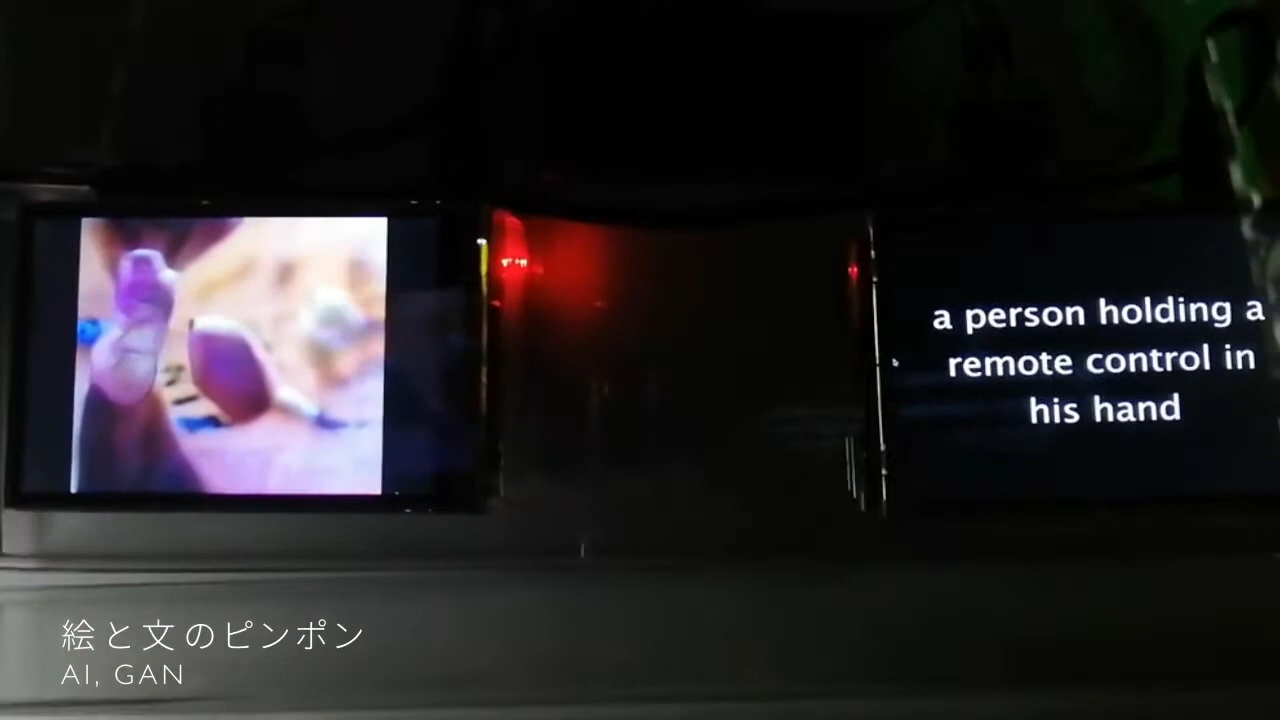 a person holding a
remote control in
his hand
絵と文のピンポン
AI, GAN